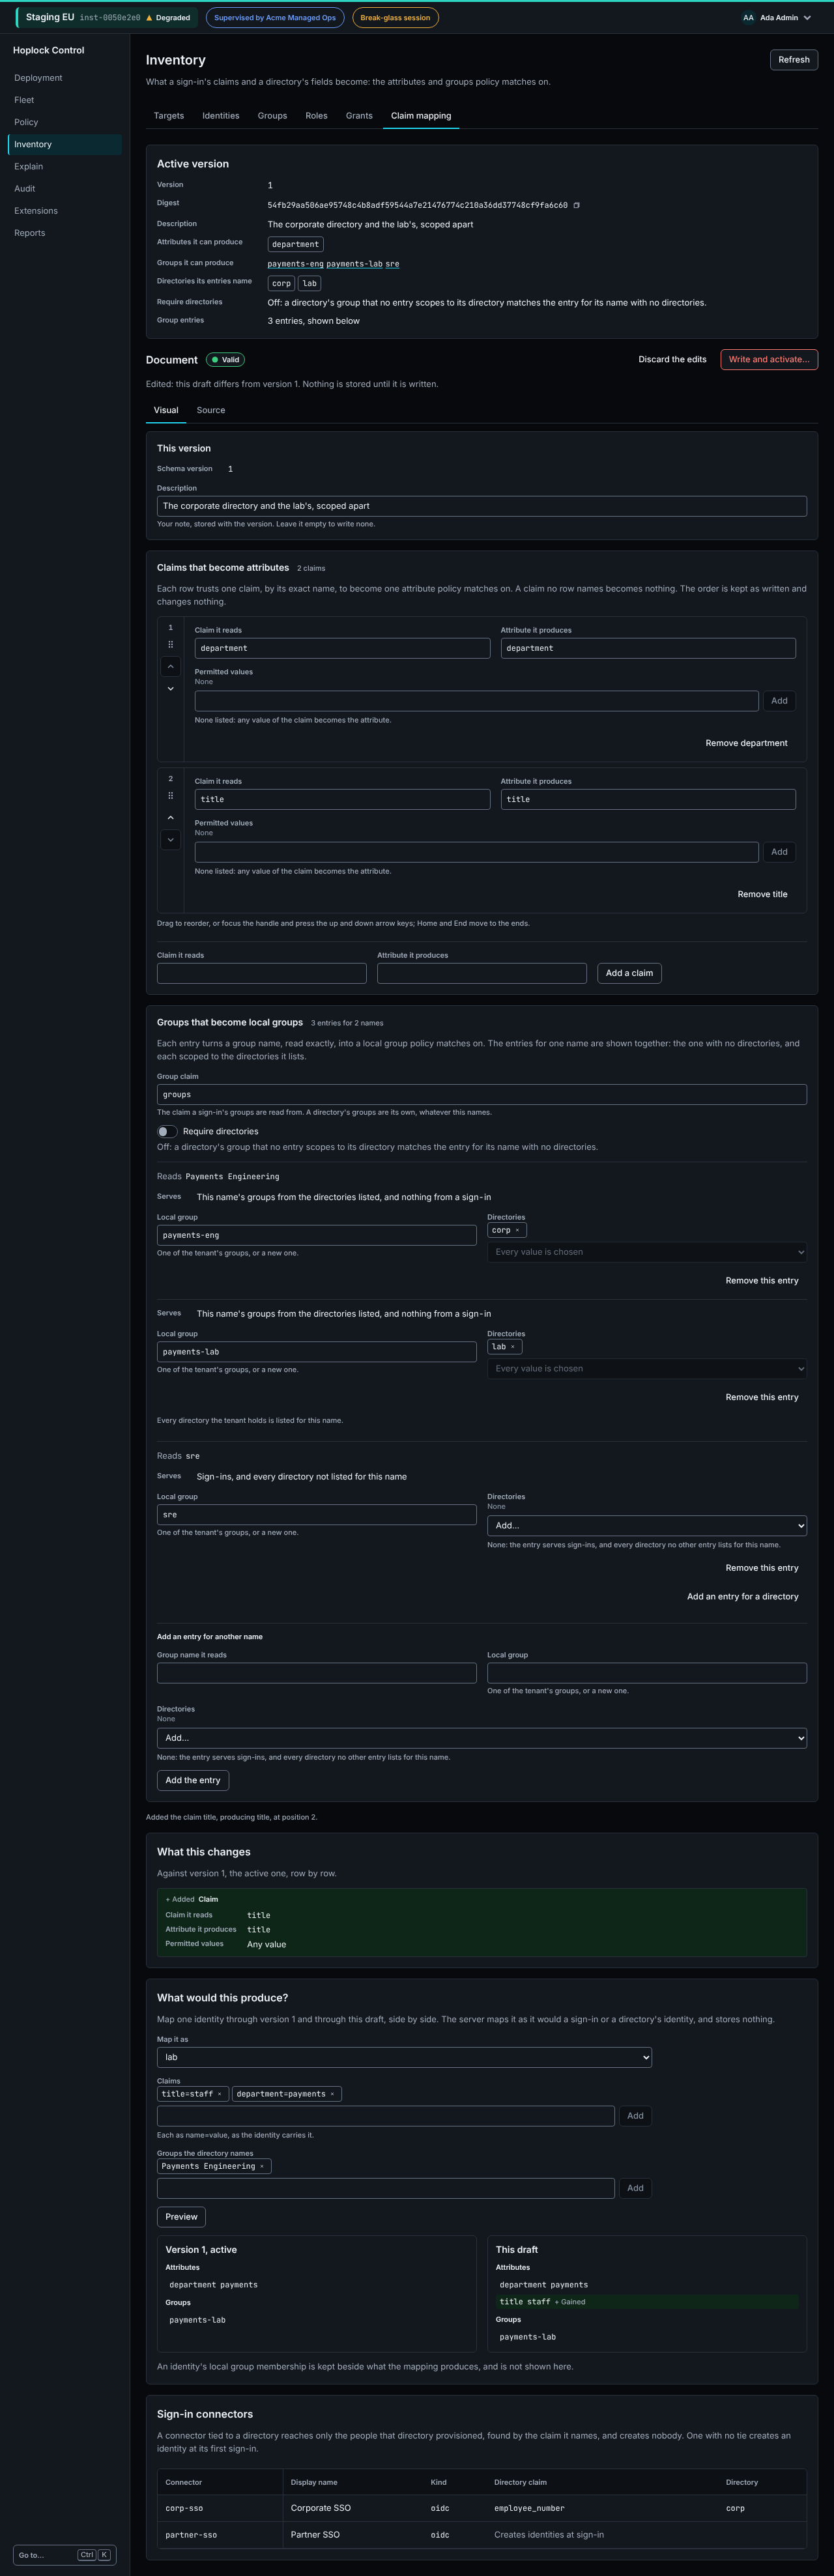 Staging EU inst-0050e2e0 Degraded
Supervised by Acme Managed Ops
Break-glass session
AA Ada Admin
Hoplock Control
Deployment
Fleet
Policy
Inventory
Explain
Audit
Extensions
Reports
Go to... Ctrl K
Inventory
Refresh
What a sign-in's claims and a directory's fields become: the attributes and groups policy matches on.
Targets Identities Groups Roles Grants Claim mapping
Active version
Version 1
Digest 54fb29aa506ae95748c4b8adf59544a7e21476774c210a36dd37748cf9fa6c60
Description The corporate directory and the lab's, scoped apart
Attributes it can produce department
Groups it can produce payments-eng payments-lab sre
Directories its entries name corp lab
Require directories Off: a directory's group that no entry scopes to its directory matches the entry for its name with no directories.
Group entries 3 entries, shown below
Document Valid
Discard the edits Write and activate...
Edited: this draft differs from version 1. Nothing is stored until it is written.
Visual Source
This version
Schema version 1
Description
The corporate directory and the lab's, scoped apart
Your note, stored with the version. Leave it empty to write none.
Claims that become attributes 2 claims
Each row trusts one claim, by its exact name, to become one attribute policy matches on. A claim no row names becomes nothing. The order is kept as written and
changes nothing.
1
Claim it reads Attribute it produces
department department
Permitted values
None
Add
None listed: any value of the claim becomes the attribute.
Remove department
2
Claim it reads Attribute it produces
title title
Permitted values
None
Add
None listed: any value of the claim becomes the attribute.
Remove title
Drag to reorder, or focus the handle and press the up and down arrow keys; Home and End move to the ends.
Claim it reads Attribute it produces
Add a claim
Groups that become local groups 3 entries for 2 names
Each entry turns a group name, read exactly, into a local group policy matches on. The entries for one name are shown together: the one with no directories, and
each scoped to the directories it lists.
Group claim
groups
The claim a sign-in's groups are read from. A directory's groups are its own, whatever this names.
Require directories
Off: a directory's group that no entry scopes to its directory matches the entry for its name with no directories.
Reads Payments Engineering
Serves This name's groups from the directories listed, and nothing from a sign-in
Local group Directories
payments-eng corp ×
Every value is chosen
One of the tenant's groups, or a new one.
Remove this entry
Serves This name's groups from the directories listed, and nothing from a sign-in
Local group Directories
payments-lab lab ×
Every value is chosen
One of the tenant's groups, or a new one.
Remove this entry
Every directory the tenant holds is listed for this name.
Reads sre
Serves Sign-ins, and every directory not listed for this name
Local group Directories
None
sre
Add...
One of the tenant's groups, or a new one.
None: the entry serves sign-ins, and every directory no other entry lists for this name.
Remove this entry
Add an entry for a directory
Add an entry for another name
Group name it reads Local group
One of the tenant's groups, or a new one.
Directories
None
Add...
None: the entry serves sign-ins, and every directory no other entry lists for this name.
Add the entry
Added the claim title, producing title, at position 2.
What this changes
Against version 1, the active one, row by row.
+ Added Claim
Claim it reads title
Attribute it produces title
Permitted values Any value
What would this produce?
Map one identity through version 1 and through this draft, side by side. The server maps it as it would a sign-in or a directory's identity, and stores nothing.
Map it as
lab
Claims
title=staff × department=payments ×
Add
Each as name=value, as the identity carries it.
Groups the directory names
Payments Engineering ×
Add
Preview
Version 1, active
Attributes
department payments
Groups
payments-lab
This draft
Attributes
department payments
title staff + Gained
Groups
payments-lab
An identity's local group membership is kept beside what the mapping produces, and is not shown here.
Sign-in connectors
A connector tied to a directory reaches only the people that directory provisioned, found by the claim it names, and creates nobody. One with no tie creates an
identity at its first sign-in.
Connector Display name Kind Directory claim Directory
corp-sso Corporate SSO oidc employee_number corp
partner-sso Partner SSO oidc Creates identities at sign-in